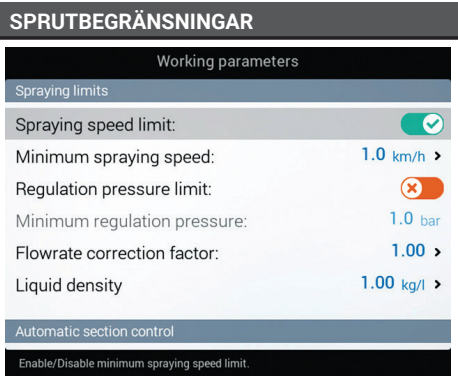 SPRUTBEGRÄNSNINGAR
Working parameters
Spraying limits
Spraying speed limit:
Minimum spraying speed: 1.0 km/h >
Regulation pressure limit:
Minimum regulation pressure: 1.0 bar
Flowrate correction factor: 1.00 >
Liquid density 1.00 kg/l >
Automatic section control
Enable/Disable minimum spraying speed limit.